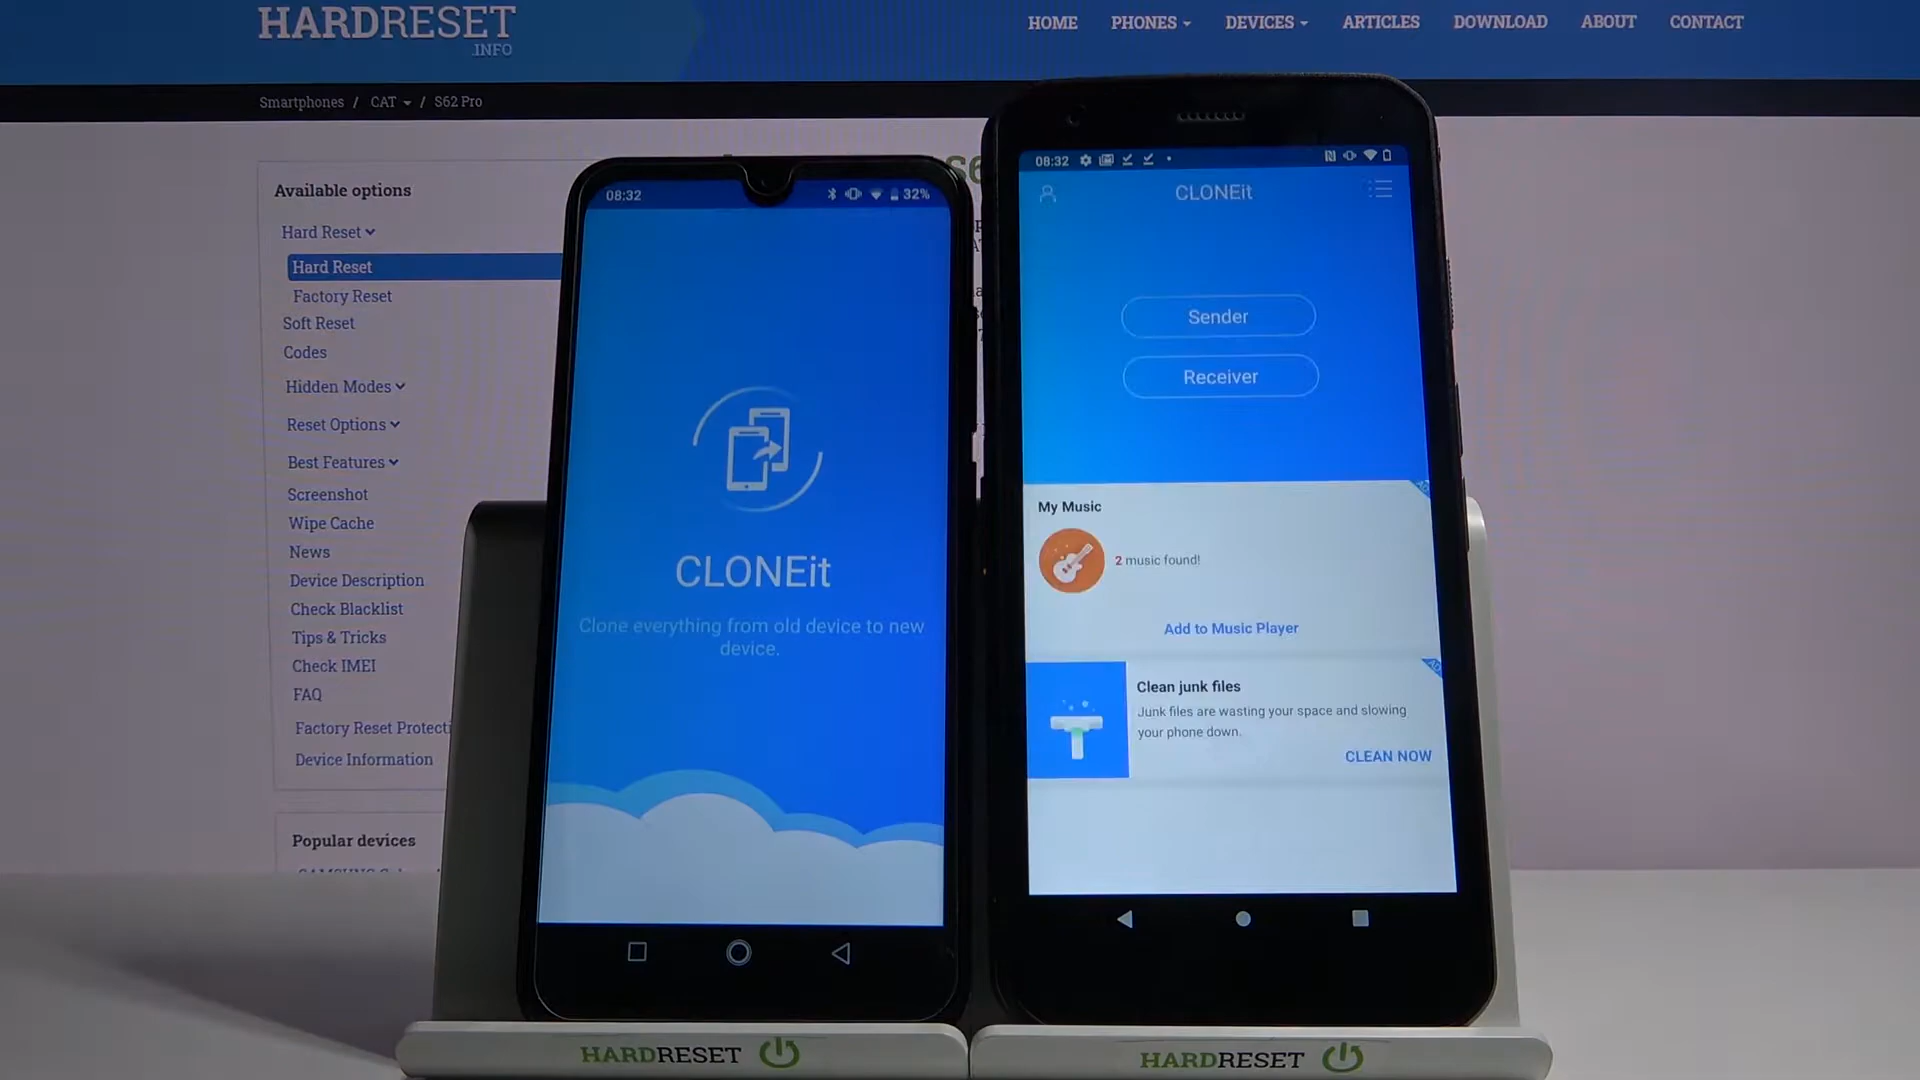 HARDRESET
.INFO
HOME PHONES DEVICES ARTICLES DOWNLOAD ABOUT CONTACT
Smartphones / CAT / S62 Pro
Available options
Hard Reset
Hard Reset
Factory Reset
Soft Reset
Codes
Hidden Modes
Reset Options
Best Features
Screenshot
Wipe Cache
News
Device Description
Check Blacklist
Tips & Tricks
Check IMEI
FAQ
Factory Reset Protecti
Device Information
Popular devices
08:32 32%
CLONEit
Clone everything from old device to new
device.
08:32
CLONEit
Sender
Receiver
AD
My Music
2 music found!
Add to Music Player
AD
Clean junk files
Junk files are wasting your space and slowing
your phone down.
CLEAN NOW
HARDRESET
HARDRESET